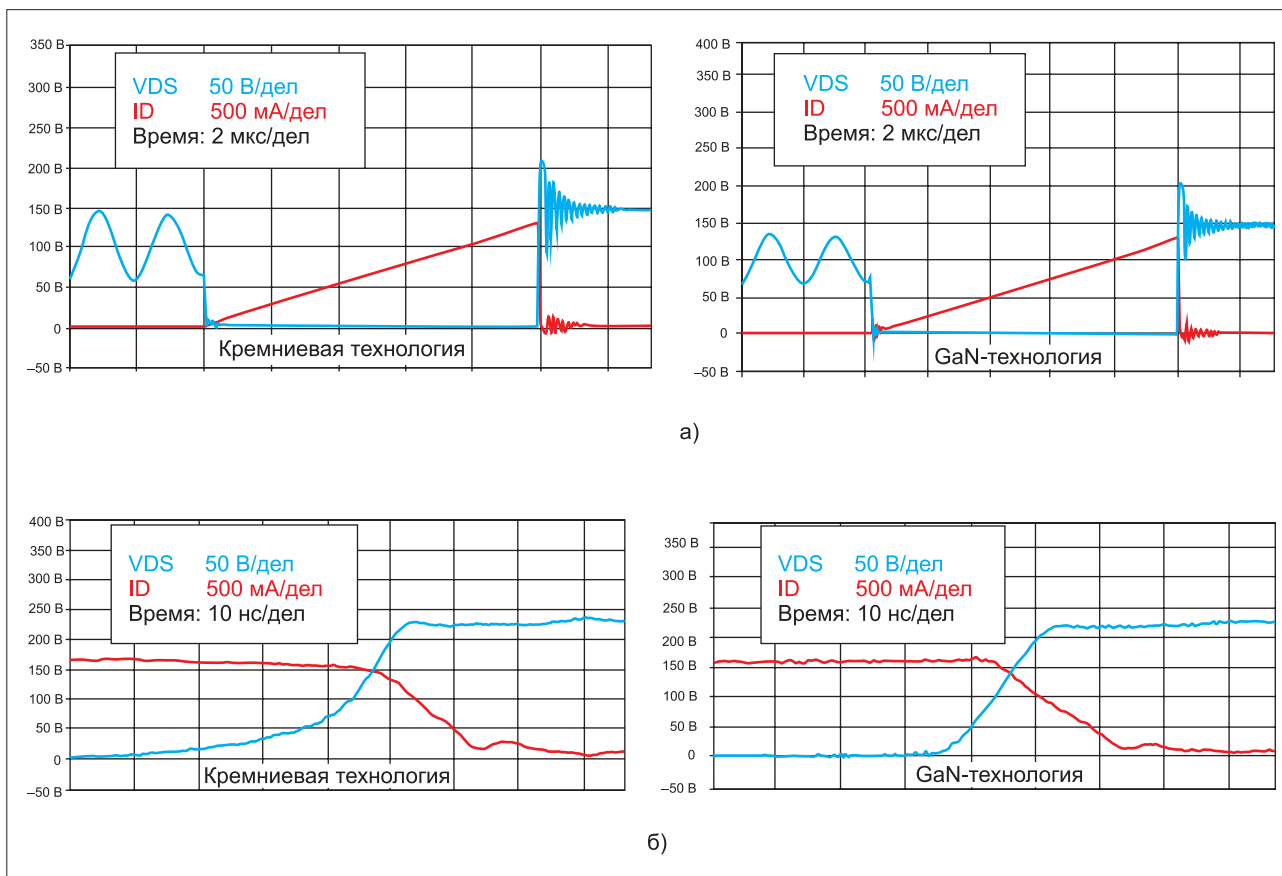 350 В
300 В
250 В
200 В
150 В
100 В
50 В
0
–50 В
VDS 50 В/дел
ID 500 мА/дел
Время: 2 мкс/дел
Кремниевая технология
400 В
350 В
300 В
250 В
200 В
150 В
100 В
50 В
0
–50 В
VDS 50 В/дел
ID 500 мА/дел
Время: 2 мкс/дел
GaN-технология
а)
400 В
350 В
300 В
250 В
200 В
150 В
100 В
50 В
0
–50 В
VDS 50 В/дел
ID 500 мА/дел
Время: 10 нс/дел
Кремниевая технология
350 В
300 В
250 В
200 В
150 В
100 В
50 В
0
–50 В
VDS 50 В/дел
ID 500 мА/дел
Время: 10 нс/дел
GaN-технология
б)